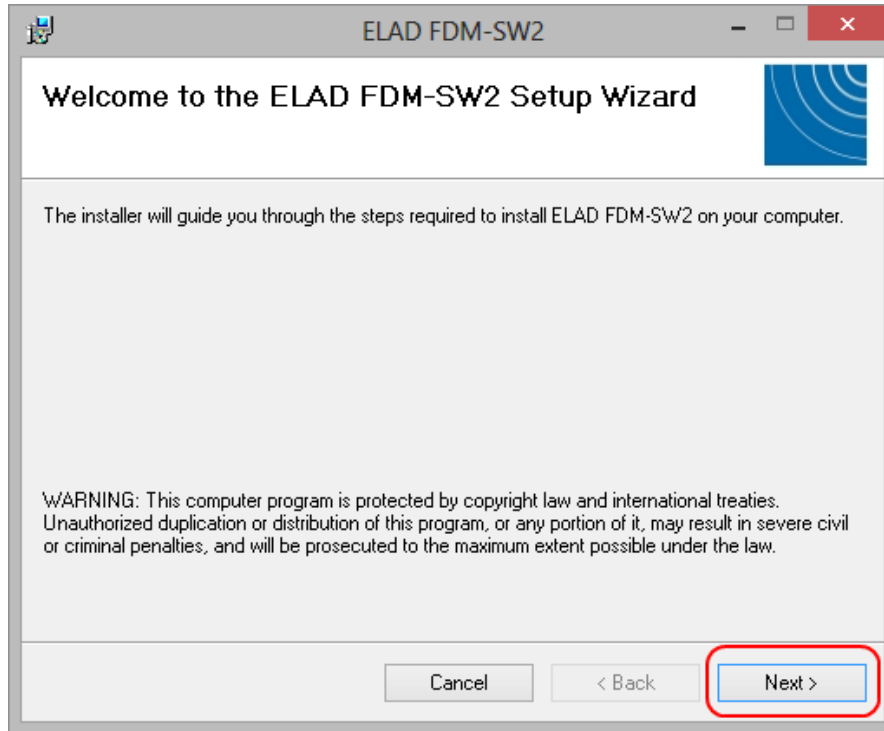 ELAD FDM-SW2
Welcome to the ELAD FDM-SW2 Setup Wizard
The installer will guide you through the steps required to install ELAD FDM-SW2 on your computer.
WARNING: This computer program is protected by copyright law and international treaties.
Unauthorized duplication or distribution of this program, or any portion of it, may result in severe civil
or criminal penalties, and will be prosecuted to the maximum extent possible under the law.
Cancel < Back Next >